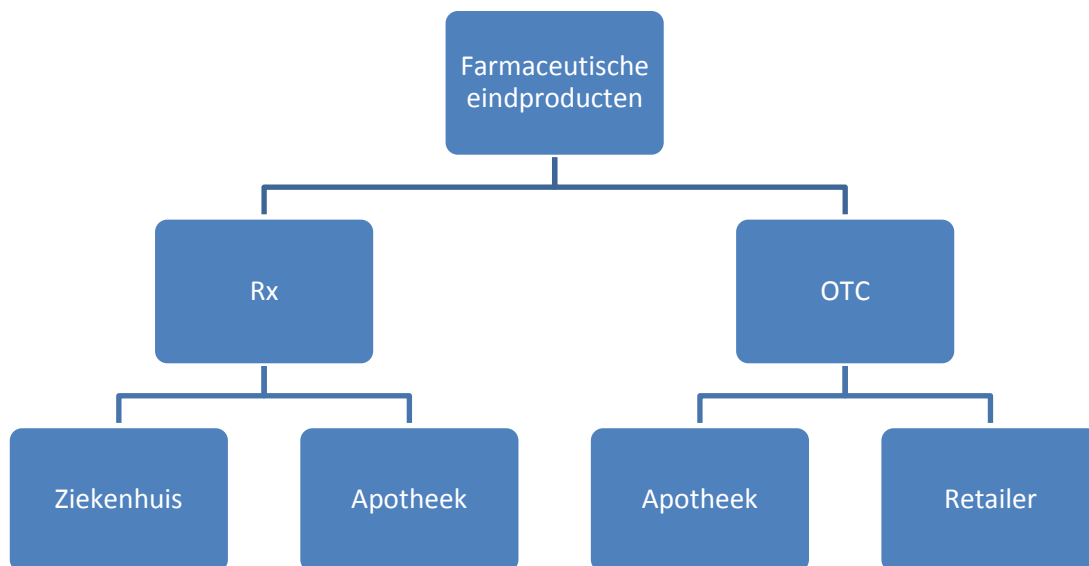 Farmaceutische
eindproducten
Rx
OTC
Ziekenhuis
Apotheek
Apotheek
Retailer